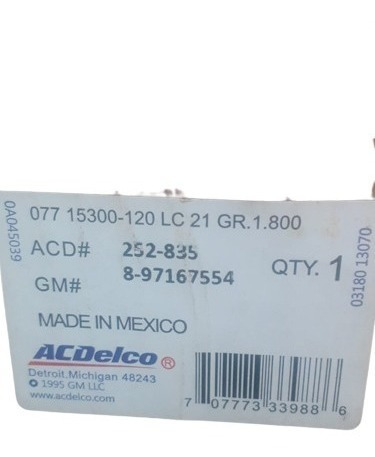 077 15300-120 LC 21 GR.1.800
ACD# 252-835
GM# 8-97167554
QTY. 1
MADE IN MEXICO
ACDelco®
Detroit,Michigan 48243
© 1995 GM LLC
www.acdelco.com
7 07773 33988 6
0A045039
03180 13070